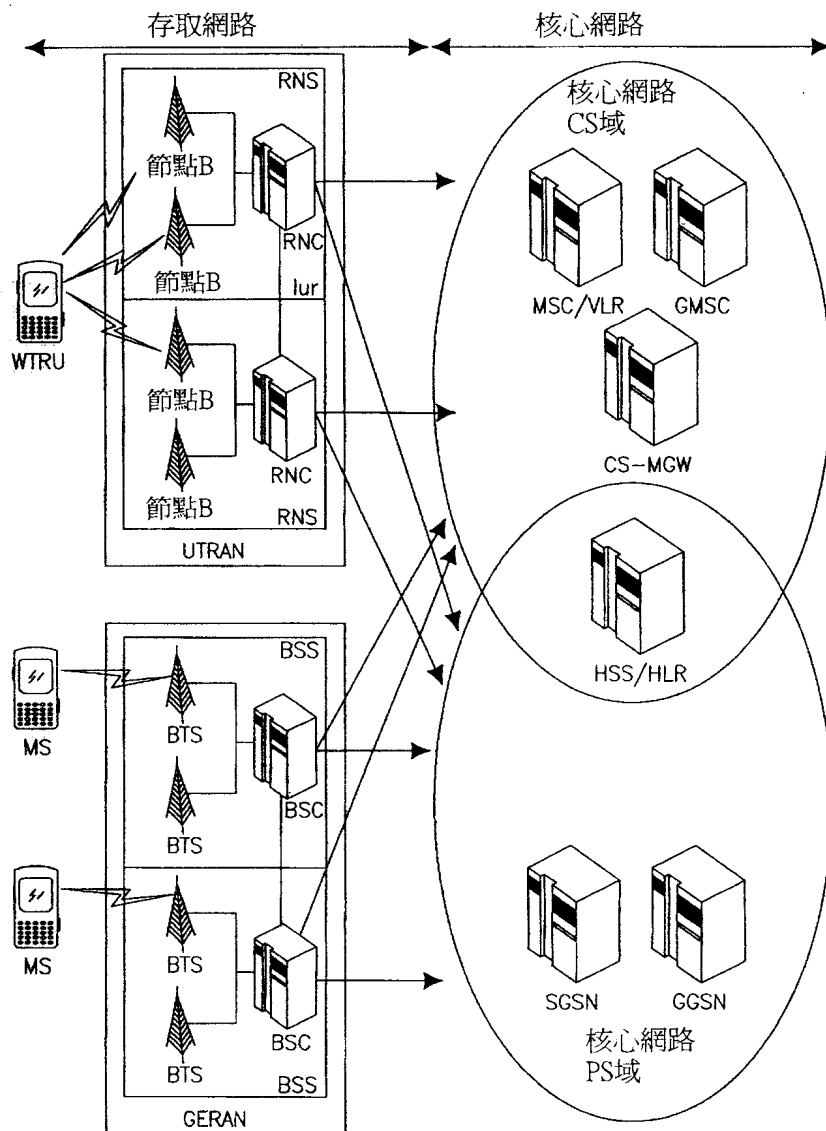 存取網路
核心網路
RNS
節點B
RNC
節點B
Iur
WTRU
節點B
RNC
節點B
RNS
UTRAN
核心網路
CS域
MSC/VLR
GMSC
CS-MGW
HSS/HLR
BSS
MS
BTS
BSC
BTS
MS
BTS
BSC
BTS
BSS
GERAN
SGSN
GGSN
核心網路
PS域